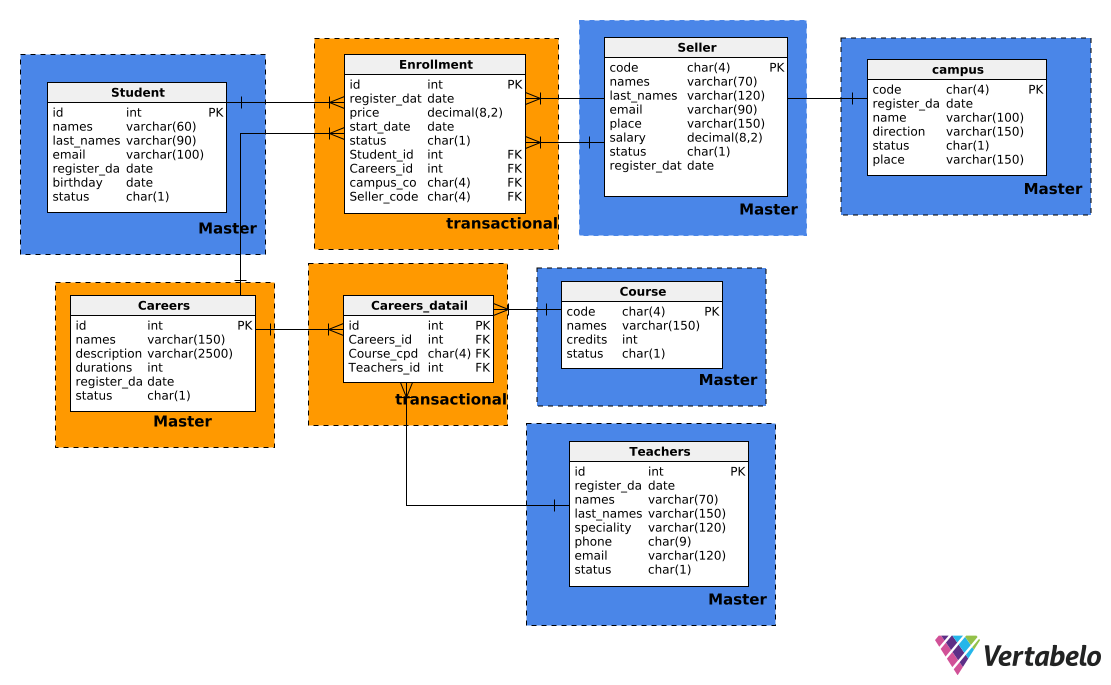 Student
id int PK
names varchar(60)
last_names varchar(90)
email varchar(100)
register_da date
birthday date
status char(1)
Master
Enrollment
id int PK
register_dat date
price decimal(8,2)
start_date date
status char(1)
Student_id int FK
Careers_id int FK
campus_co char(4) FK
Seller_code char(4) FK
transactional
Seller
code char(4) PK
names varchar(70)
last_names varchar(120)
email varchar(90)
place varchar(150)
salary decimal(8,2)
status char(1)
register_dat date
Master
campus
code char(4) PK
register_da date
name varchar(100)
direction varchar(150)
status char(1)
place varchar(150)
Master
Careers
id int PK
names varchar(150)
description varchar(2500)
durations int
register_da date
status char(1)
Master
Careers_datail
id int PK
Careers_id int FK
Course_cpd char(4) FK
Teachers_id int FK
transactional
Course
code char(4) PK
names varchar(150)
credits int
status char(1)
Master
Teachers
id int PK
register_da date
names varchar(70)
last_names varchar(150)
speciality varchar(120)
phone char(9)
email varchar(120)
status char(1)
Master
Vertabelo